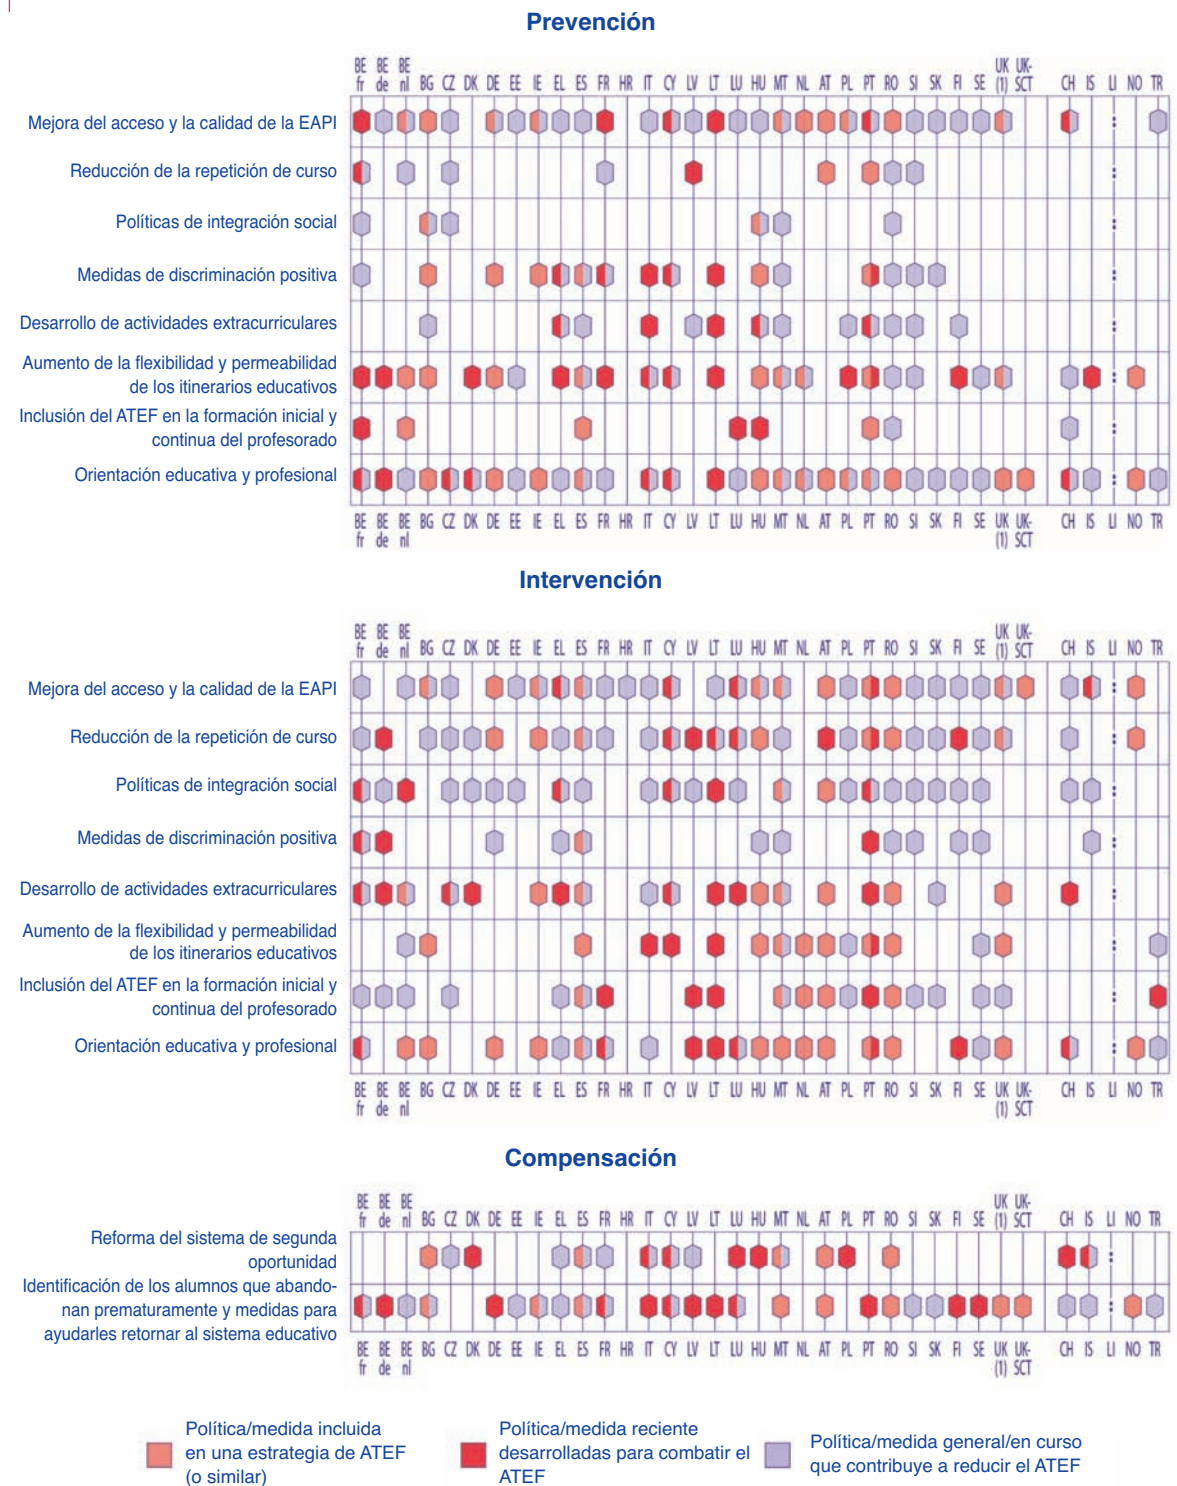 Prevención
BE BE BE UK UK-
fr de nl BG CZ DK DE EE IE EL ES FR HR IT CY LV LT LU HU MT NL AT PL PT RO SI SK FI SE (1) SCT CH IS LI NO TR
Mejora del acceso y la calidad de la EAPI
Reducción de la repetición de curso
Políticas de integración social
Medidas de discriminación positiva
Desarrollo de actividades extracurriculares
Aumento de la flexibilidad y permeabilidad
de los itinerarios educativos
Inclusión del ATEF en la formación inicial y
continua del profesorado
Orientación educativa y profesional
BE BE BE BG CZ DK DE EE IE EL ES FR HR IT CY LV LT LU HU MT NL AT PL PT RO SI SK FI SE UK UK- CH IS LI NO TR
fr de nl (1) SCT
Intervención
BE BE BE UK UK-
fr de nl BG CZ DK DE EE IE EL ES FR HR IT CY LV LT LU HU MT NL AT PL PT RO SI SK FI SE (1) SCT CH IS LI NO TR
Mejora del acceso y la calidad de la EAPI
Reducción de la repetición de curso
Políticas de integración social
Medidas de discriminación positiva
Desarrollo de actividades extracurriculares
Aumento de la flexibilidad y permeabilidad
de los itinerarios educativos
Inclusión del ATEF en la formación inicial y
continua del profesorado
Orientación educativa y profesional
BE BE BE BG CZ DK DE EE IE EL ES FR HR IT CY LV LT LU HU MT NL AT PL PT RO SI SK FI SE UK UK- CH IS LI NO TR
fr de nl (1) SCT
Compensación
BE BE BE UK UK-
fr de nl BG CZ DK DE EE IE EL ES FR HR IT CY LV LT LU HU MT NL AT PL PT RO SI SK FI SE (1) SCT CH IS LI NO TR
Reforma del sistema de segunda
oportunidad
Identificación de los alumnos que abando-
nan prematuramente y medidas para
ayudarles retornar al sistema educativo
BE BE BE BG CZ DK DE EE IE EL ES FR HR IT CY LV LT LU HU MT NL AT PL PT RO SI SK FI SE UK UK- CH IS LI NO TR
fr de nl (1) SCT
Política/medida incluida
en una estrategia de ATEF
(o similar)
Política/medida reciente
desarrolladas para combatir el
ATEF
Política/medida general/en curso
que contribuye a reducir el ATEF